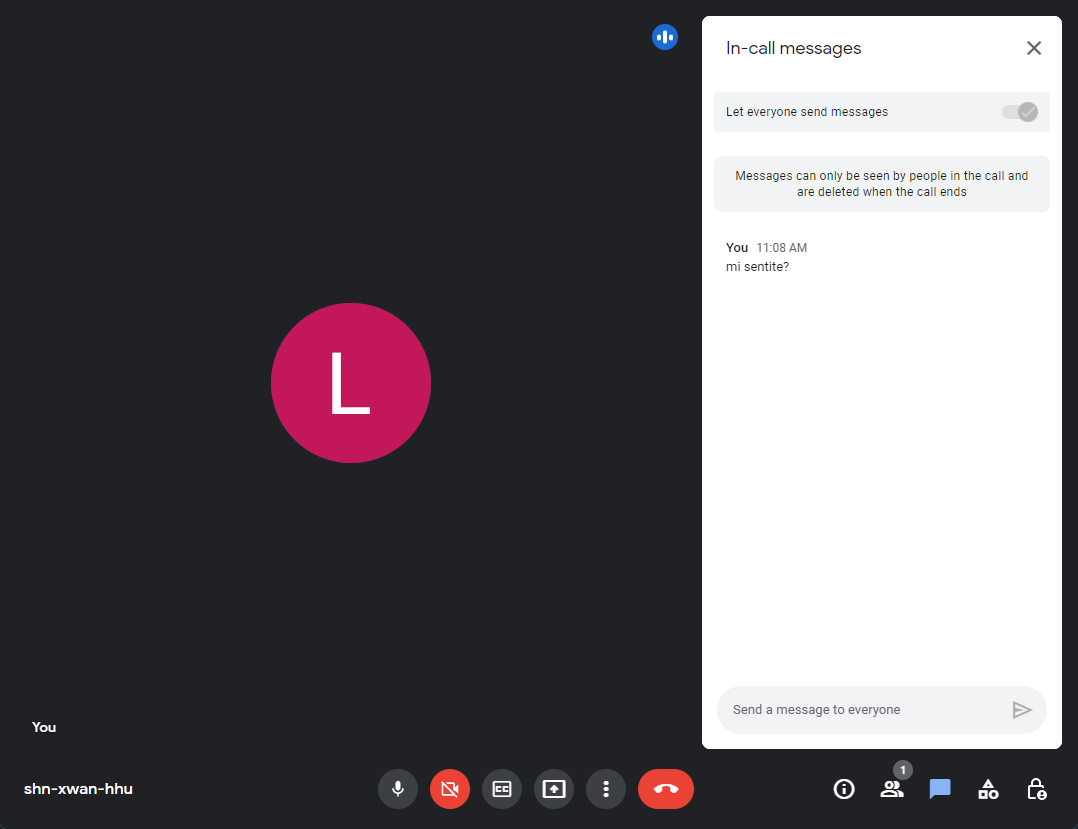 In-call messages
Let everyone send messages
Messages can only be seen by people in the call and
are deleted when the call ends
You 11:08 AM
mi sentite?
L
Send a message to everyone
You
shn-xwan-hhu
CC
1